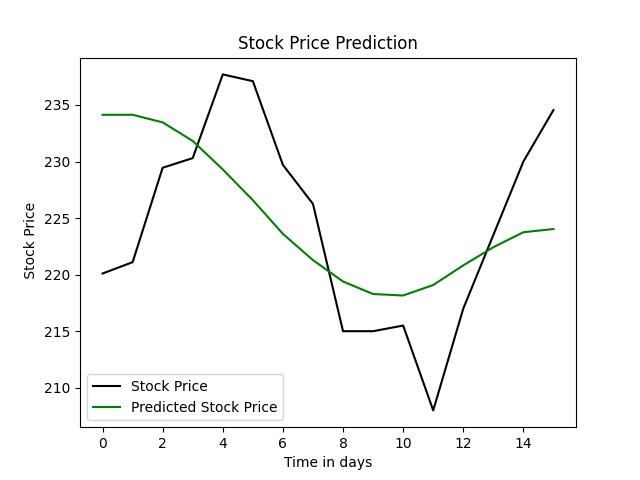 Stock Price Prediction
Stock Price
235
230
225
220
215
210
Stock Price
Predicted Stock Price
0 2 4 6 8 10 12 14
Time in days